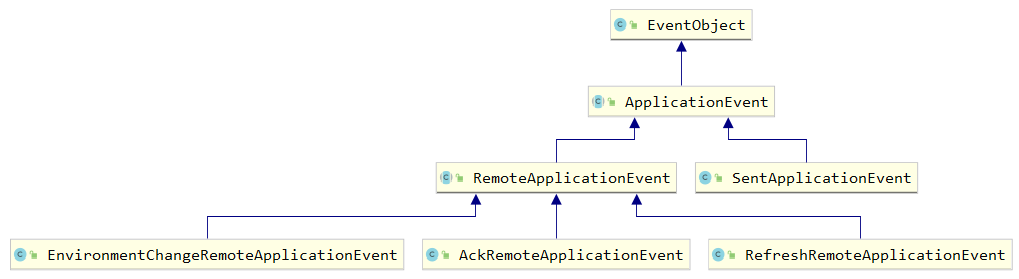 EventObject
ApplicationEvent
RemoteApplicationEvent
SentApplicationEvent
EnvironmentChangeRemoteApplicationEvent
AckRemoteApplicationEvent
RefreshRemoteApplicationEvent